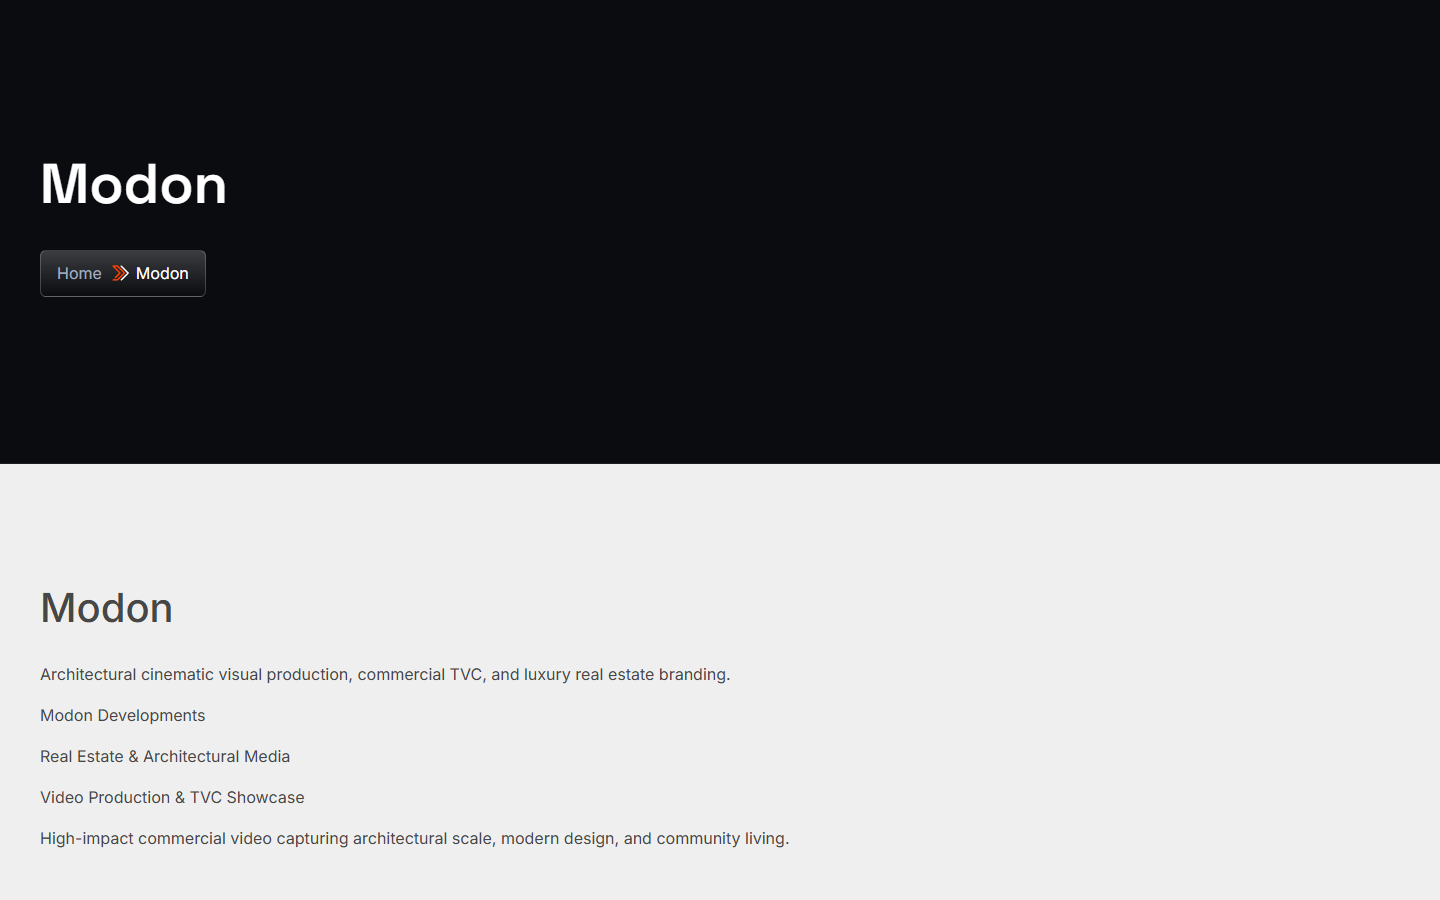 Modon
Home Modon
Modon
Architectural cinematic visual production, commercial TVC, and luxury real estate branding.
Modon Developments
Real Estate & Architectural Media
Video Production & TVC Showcase
High-impact commercial video capturing architectural scale, modern design, and community living.